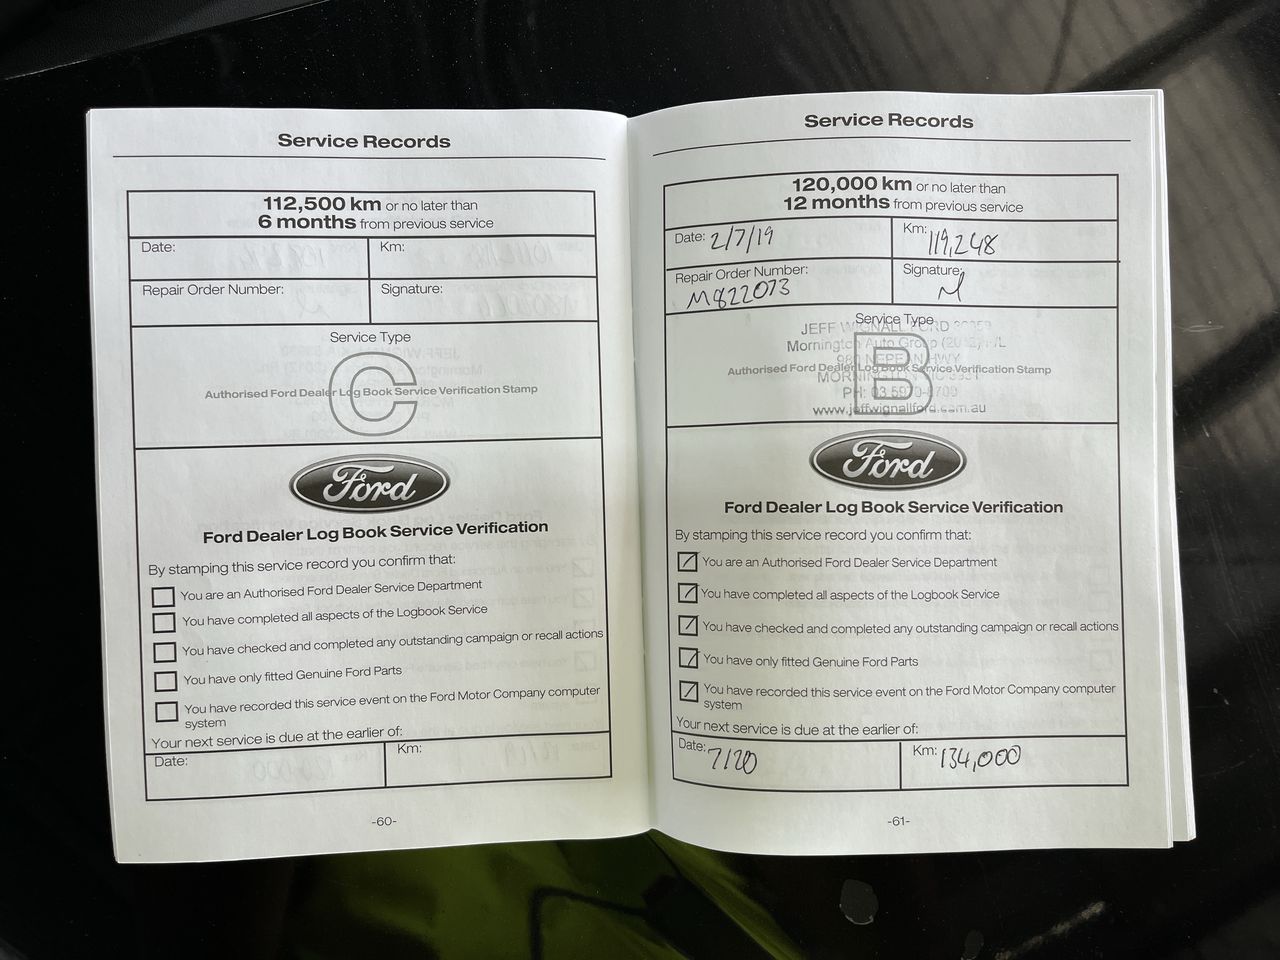 Service Records
112,500 km or no later than
6 months from previous service
Date:
Km:
Repair Order Number:
Signature:
Service Type
C
Authorised Ford Dealer Log Book Service Verification Stamp
Ford
Ford Dealer Log Book Service Verification
By stamping this service record you confirm that:
You are an Authorised Ford Dealer Service Department
You have completed all aspects of the Logbook Service
You have checked and completed any outstanding campaign or recall actions
You have only fitted Genuine Ford Parts
You have recorded this service event on the Ford Motor Company computer
system
Your next service is due at the earlier of:
Date:
Km:
-60-
Service Records
120,000 km or no later than
12 months from previous service
Date: 2/7/19
Km: 119,248
Repair Order Number:
M822073
Signature:
Service Type
B
JEFF WIGNALL FORD
Mornington Auto Group (2012) P/L
980 NEPEAN HWY
Authorised Ford Dealer Log Book Service Verification Stamp
MORNINGTON
PH: 03 5970
www.jeffwignallford.com.au
Ford
Ford Dealer Log Book Service Verification
By stamping this service record you confirm that:
You are an Authorised Ford Dealer Service Department
You have completed all aspects of the Logbook Service
You have checked and completed any outstanding campaign or recall actions
You have only fitted Genuine Ford Parts
You have recorded this service event on the Ford Motor Company computer
system
Your next service is due at the earlier of:
Date: 7/20
Km: 134,000
-61-